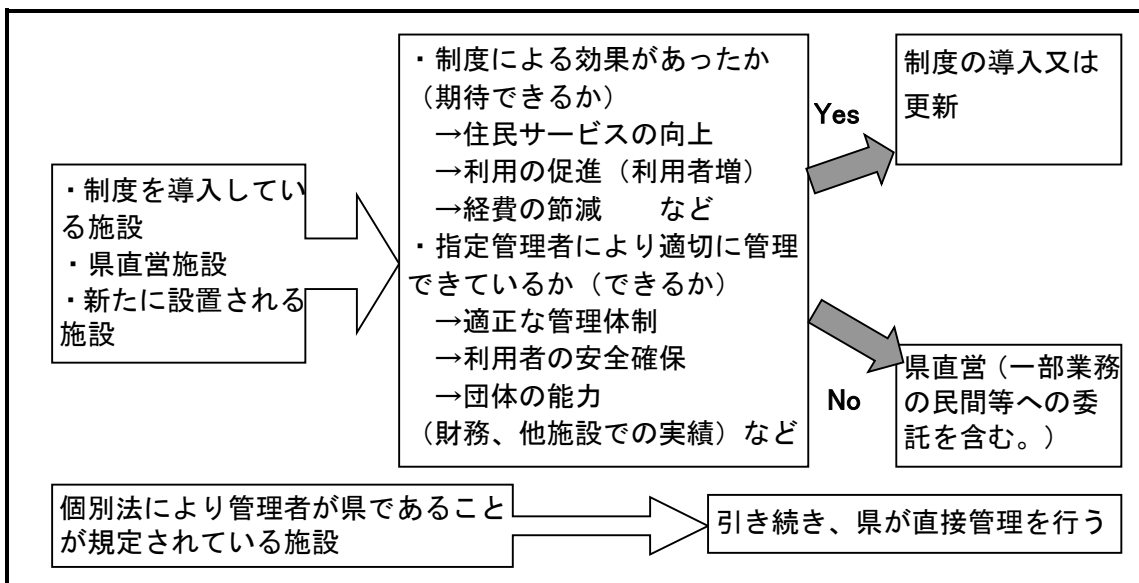 ・制度を導入してい
る施設
・県直営施設
・新たに設置される
施設
・制度による効果があったか
（期待できるか）
→住民サービスの向上
→利用の促進（利用者増）
→経費の節減　　など
・指定管理者により適切に管理
できているか（できるか）
→適正な管理体制
→利用者の安全確保
→団体の能力
（財務、他施設での実績）など
Yes
制度の導入又は
更新
No
県直営（一部業務
の民間等への委
託を含む。）
個別法により管理者が県であること
が規定されている施設
引き続き、県が直接管理を行う